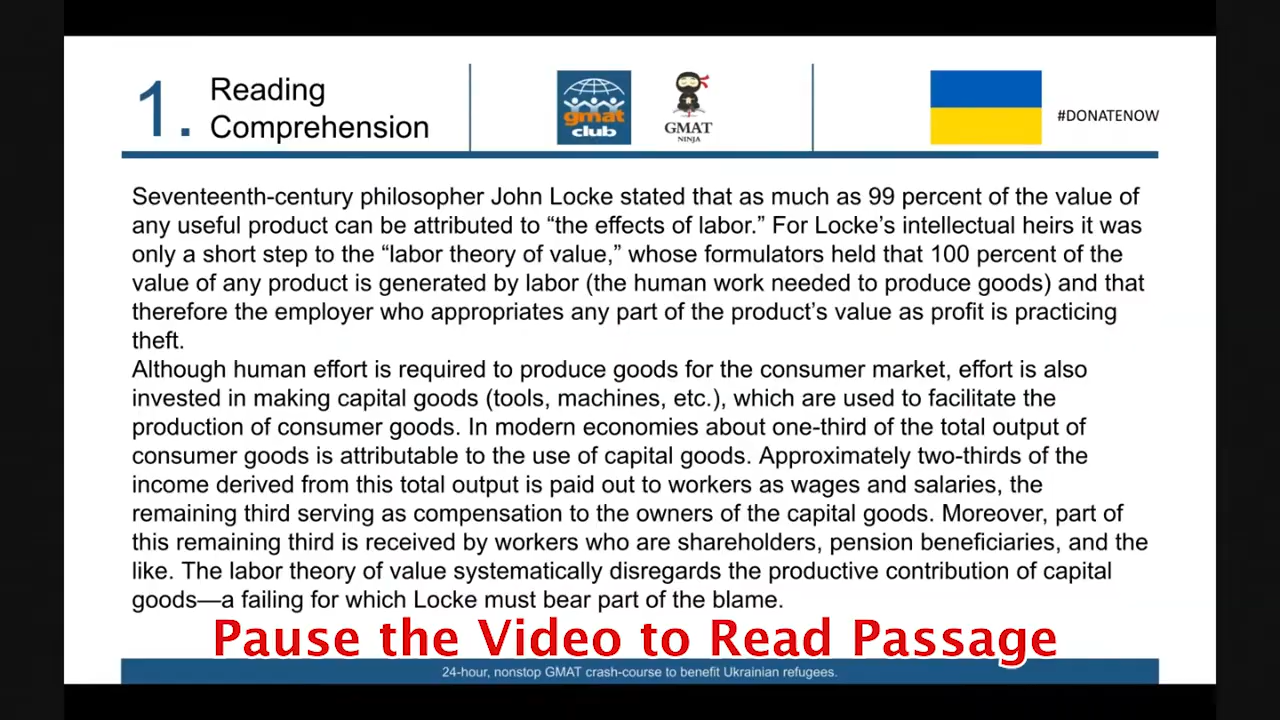 1.
Reading
Comprehension
gmat
club
GMAT
NINJA
#DONATENOW
Seventeenth-century philosopher John Locke stated that as much as 99 percent of the value of
any useful product can be attributed to “the effects of labor.” For Locke’s intellectual heirs it was
only a short step to the “labor theory of value,” whose formulators held that 100 percent of the
value of any product is generated by labor (the human work needed to produce goods) and that
therefore the employer who appropriates any part of the product’s value as profit is practicing
theft.
Although human effort is required to produce goods for the consumer market, effort is also
invested in making capital goods (tools, machines, etc.), which are used to facilitate the
production of consumer goods. In modern economies about one-third of the total output of
consumer goods is attributable to the use of capital goods. Approximately two-thirds of the
income derived from this total output is paid out to workers as wages and salaries, the
remaining third serving as compensation to the owners of the capital goods. Moreover, part of
this remaining third is received by workers who are shareholders, pension beneficiaries, and the
like. The labor theory of value systematically disregards the productive contribution of capital
goods—a failing for which Locke must bear part of the blame.
Pause the Video to Read Passage
24-hour, nonstop GMAT crash-course to benefit Ukrainian refugees.